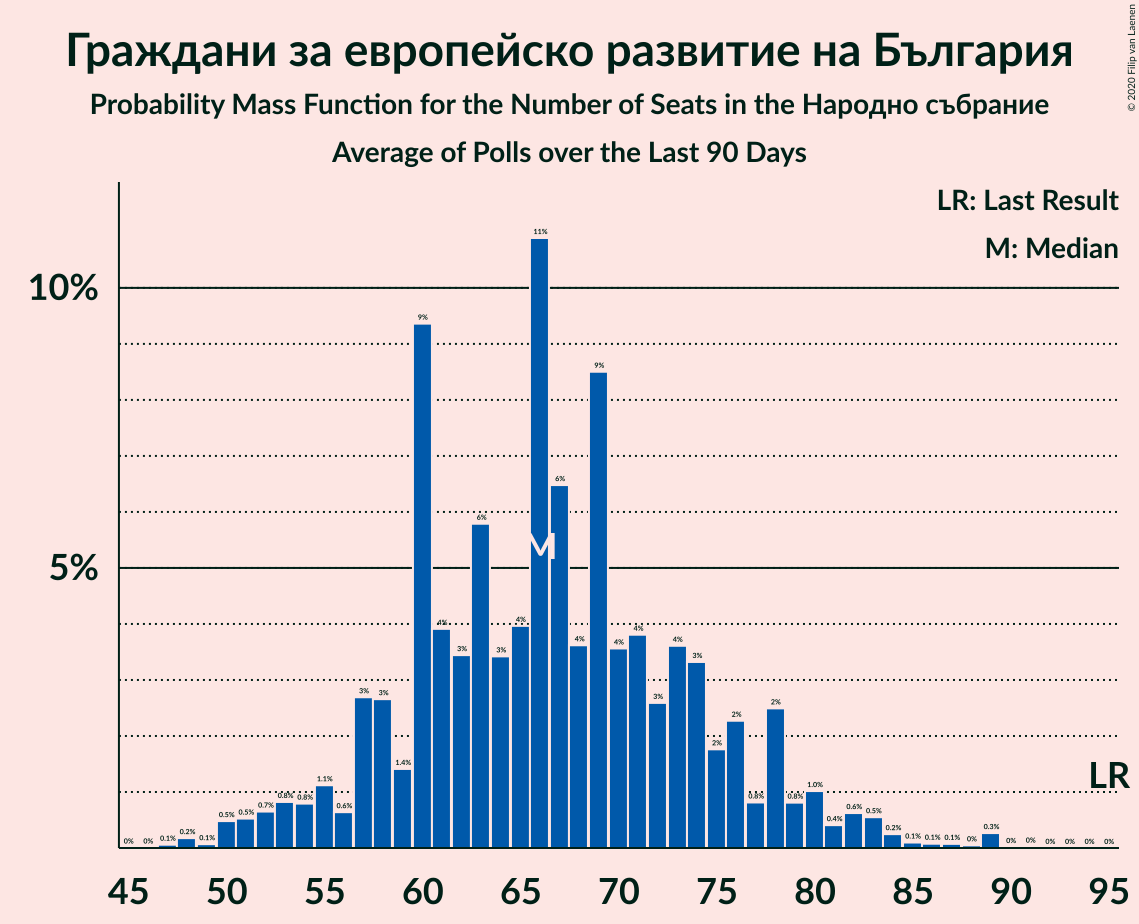 Граждани за европейско развитие на България
Probability Mass Function for the Number of Seats in the Народно събрание
Average of Polls over the Last 90 Days
© 2020 Filip van Laenen
LR: Last Result
M: Median
10%
5%
0% 0% 0.1% 0.2% 0.1% 0.5% 0.5% 0.7% 0.8% 0.8% 1.1% 0.6% 3% 3% 1.4% 9% 4% 3% 6% 3% 4% 11% 6% 4% 9% 4% 4% 3% 4% 3% 2% 2% 0.8% 2% 0.8% 1.0% 0.4% 0.6% 0.5% 0.2% 0.1% 0.1% 0.1% 0% 0.3% 0% 0% 0% 0% 0% 0%
M
LR
45 50 55 60 65 70 75 80 85 90 95